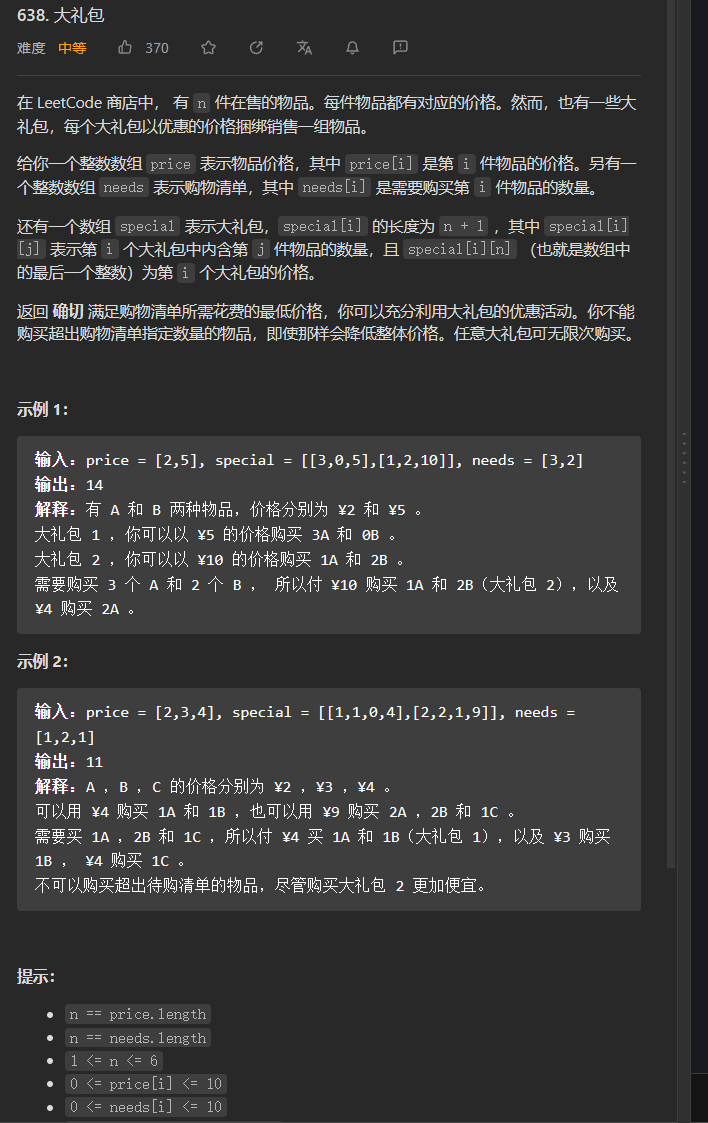 638. 大礼包
难度 中等 370
在 LeetCode 商店中， 有 n 件在售的物品。每件物品都有对应的价格。然而，也有一些大
礼包，每个大礼包以优惠的价格捆绑销售一组物品。
给你一个整数数组 price 表示物品价格，其中 price[i] 是第 i 件物品的价格。另有一
个整数数组 needs 表示购物清单，其中 needs[i] 是需要购买第 i 件物品的数量。
还有一个数组 special 表示大礼包，special[i] 的长度为 n + 1 ，其中 special[i]
[j] 表示第 i 个大礼包中内含第 j 件物品的数量，且 special[i][n] （也就是数组中
的最后一个整数）为第 i 个大礼包的价格。
返回 确切 满足购物清单所需花费的最低价格，你可以充分利用大礼包的优惠活动。你不能
购买超出购物清单指定数量的物品，即使那样会降低整体价格。任意大礼包可无限次购买。
示例 1：
输入：price = [2,5], special = [[3,0,5],[1,2,10]], needs = [3,2]
输出：14
解释：有 A 和 B 两种物品，价格分别为 ¥2 和 ¥5 。
大礼包 1 ，你可以以 ¥5 的价格购买 3A 和 0B 。
大礼包 2 ，你可以以 ¥10 的价格购买 1A 和 2B 。
需要购买 3 个 A 和 2 个 B ， 所以付 ¥10 购买 1A 和 2B（大礼包 2），以及
¥4 购买 2A 。
示例 2：
输入：price = [2,3,4], special = [[1,1,0,4],[2,2,1,9]], needs =
[1,2,1]
输出：11
解释：A ，B ，C 的价格分别为 ¥2 ，¥3 ，¥4 。
可以用 ¥4 购买 1A 和 1B ，也可以用 ¥9 购买 2A ，2B 和 1C 。
需要买 1A ，2B 和 1C ，所以付 ¥4 买 1A 和 1B（大礼包 1），以及 ¥3 购买
1B ， ¥4 购买 1C 。
不可以购买超出待购清单的物品，尽管购买大礼包 2 更加便宜。
提示：
n == price.length
n == needs.length
1 <= n <= 6
0 <= price[i] <= 10
0 <= needs[i] <= 10